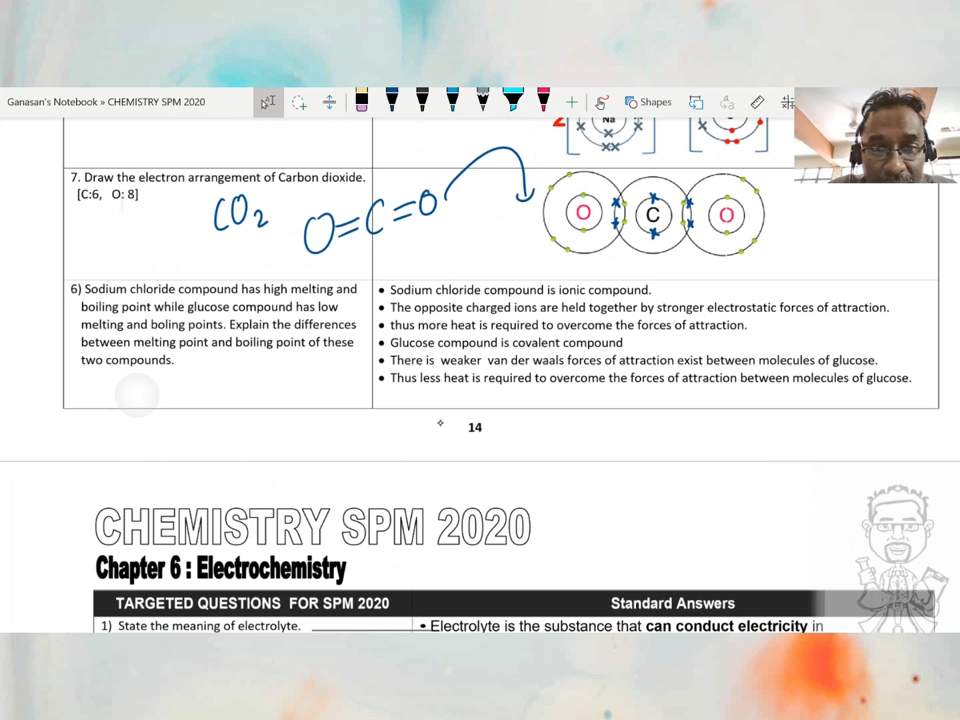 Ganasan's Notebook » CHEMISTRY SPM 2020
Shapes
2
Na
7. Draw the electron arrangement of Carbon dioxide.
[C:6, O: 8]
CO2
O=C=O
O
C
O
6) Sodium chloride compound has high melting and
boiling point while glucose compound has low
melting and boling points. Explain the differences
between melting point and boiling point of these
two compounds.
• Sodium chloride compound is ionic compound.
• The opposite charged ions are held together by stronger electrostatic forces of attraction.
• thus more heat is required to overcome the forces of attraction.
• Glucose compound is covalent compound
• There is weaker van der waals forces of attraction exist between molecules of glucose.
• Thus less heat is required to overcome the forces of attraction between molecules of glucose.
14
CHEMISTRY SPM 2020
Chapter 6 : Electrochemistry
TARGETED QUESTIONS FOR SPM 2020
Standard Answers
1) State the meaning of electrolyte.
• Electrolyte is the substance that can conduct electricity in